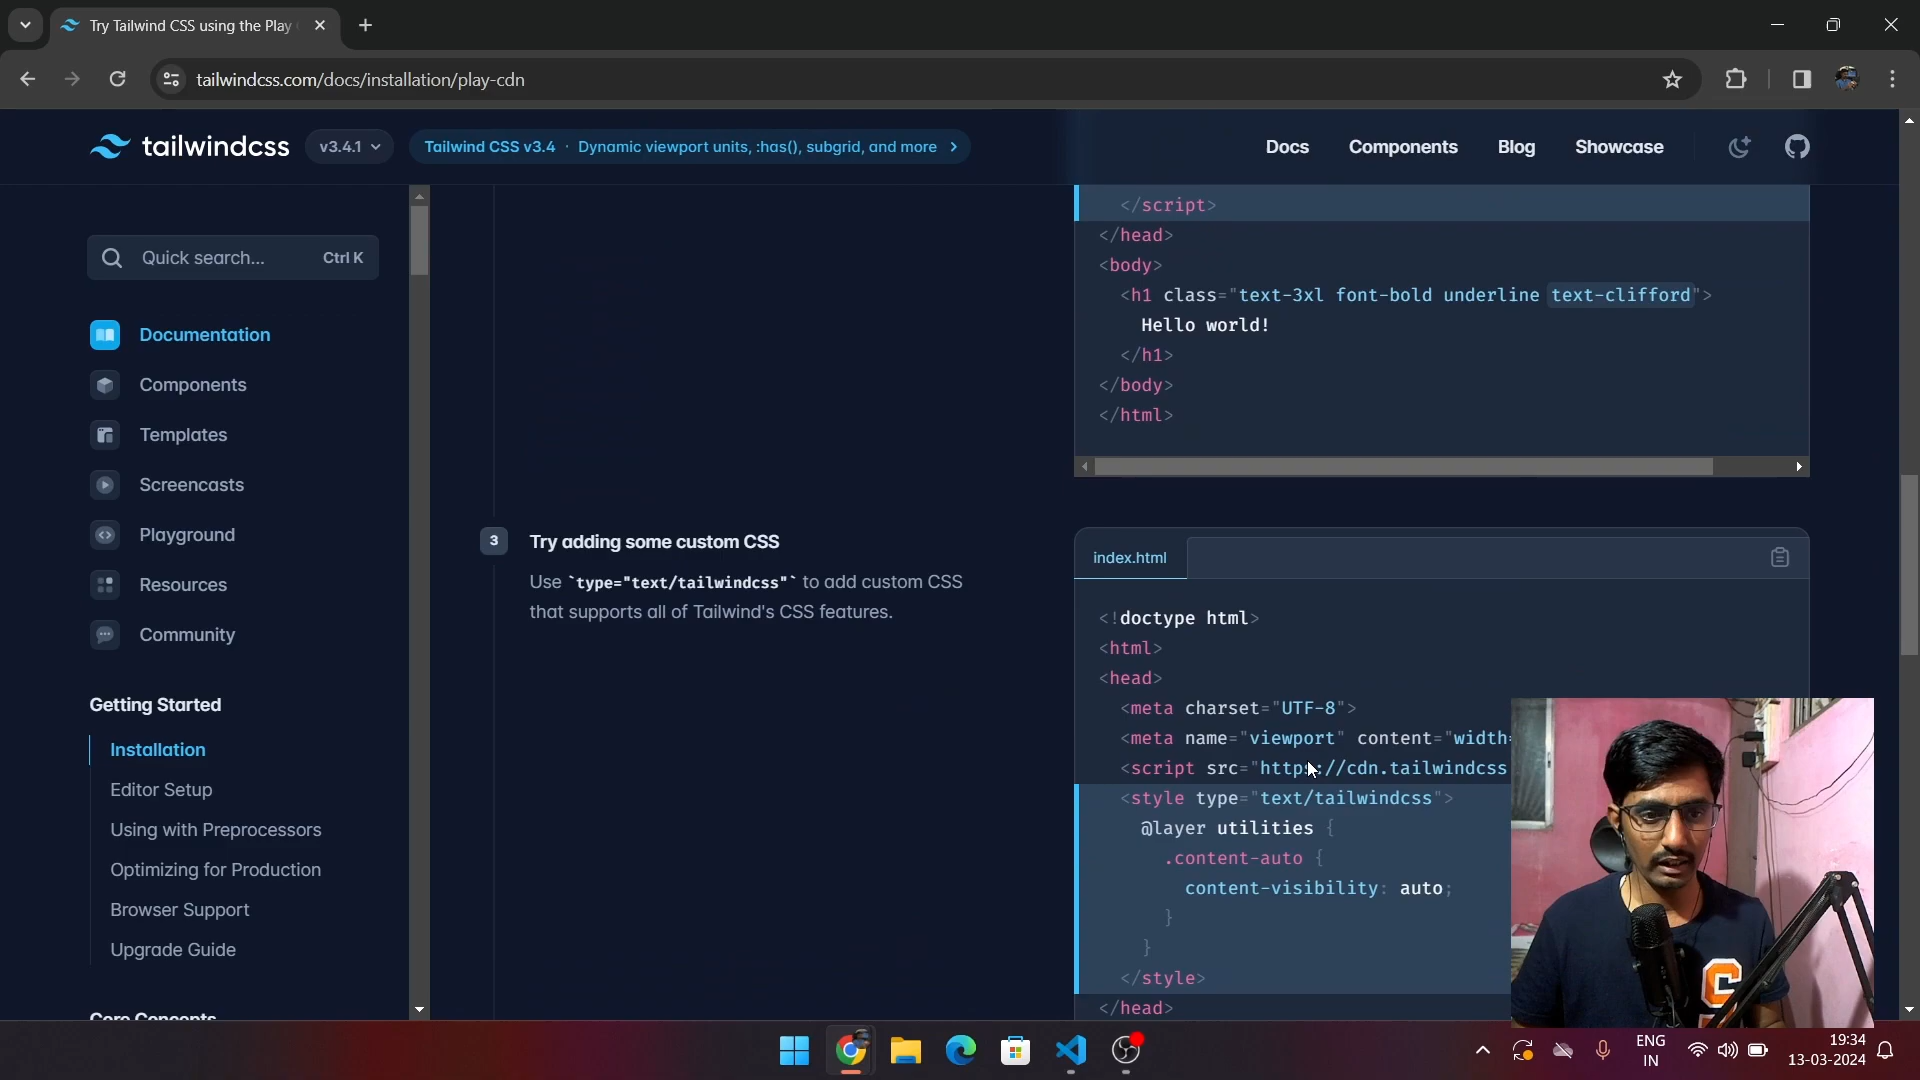 Try Tailwind CSS using the Play
tailwindcss.com/docs/installation/play-cdn
tailwindcss
v3.4.1
Tailwind CSS v3.4 · Dynamic viewport units, :has(), subgrid, and more
Docs
Components
Blog
Showcase
Quick search...
Ctrl K
Documentation
Components
Templates
Screencasts
Playground
Resources
Community
Getting Started
Installation
Editor Setup
Using with Preprocessors
Optimizing for Production
Browser Support
Upgrade Guide
Core Concepts
3
Try adding some custom CSS
Use `type="text/tailwindcss"` to add custom CSS
that supports all of Tailwind's CSS features.
</script>
</head>
<body>
<h1 class="text-3xl font-bold underline text-clifford">
Hello world!
</h1>
</body>
</html>
index.html
<!doctype html>
<html>
<head>
<meta charset="UTF-8">
<meta name="viewport" content="width=
<script src="https://cdn.tailwindcss
<style type="text/tailwindcss">
@layer utilities {
.content-auto {
content-visibility: auto;
}
}
</style>
</head>
ENG
IN
19:34
13-03-2024